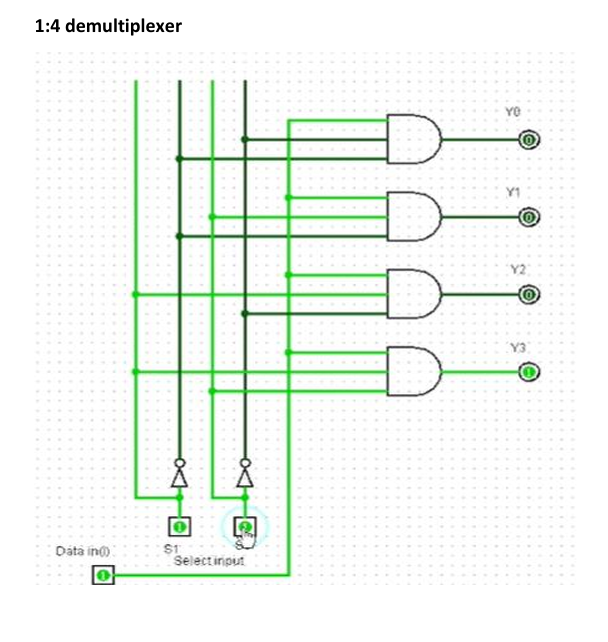 1:4 demultiplexer
Y0
0
Y1
0
Y2
0
Y3
1
1
S1
Select input
Data in(I)
1